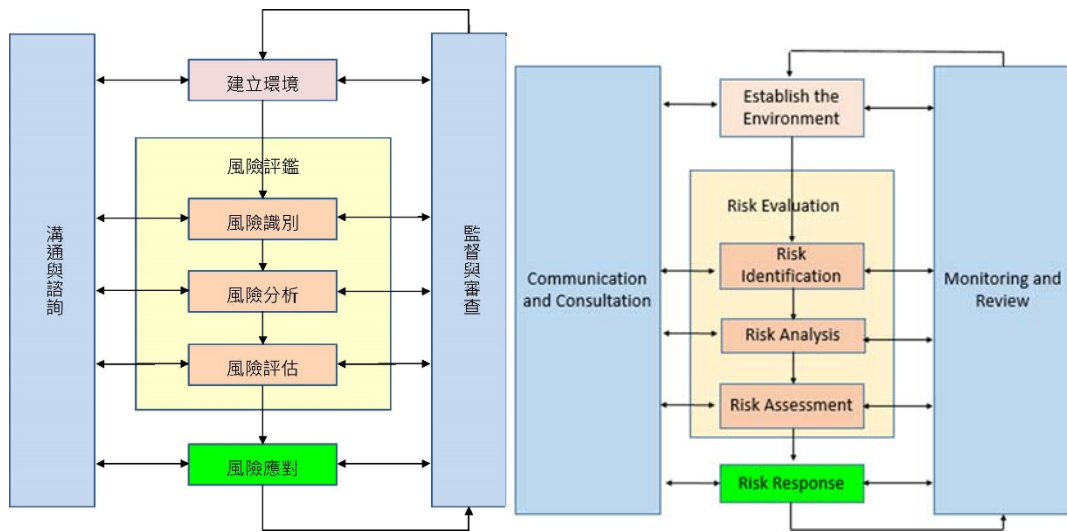 建立環境
風險評鑑
風險識別
風險分析
風險評估
風險應對
溝通與諮詢
監督與審查
Establish the
Environment
Risk Evaluation
Risk
Identification
Risk Analysis
Risk Assessment
Risk Response
Communication
and Consultation
Monitoring and
Review